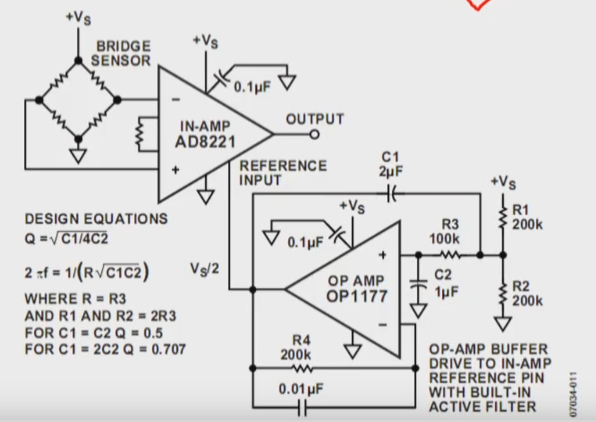 +Vs
BRIDGE
SENSOR
+Vs
0.1µF
−
IN-AMP
AD8221
+
OUTPUT
REFERENCE
INPUT
C1
2µF
+Vs
R1
200k
+Vs
0.1µF
R3
100k
+
C2
1µF
OP AMP
OP1177
−
R2
200k
Vs/2
R4
200k
0.01µF
DESIGN EQUATIONS
Q =√C1/4C2
2 πf = 1/(R√C1C2)
WHERE R = R3
AND R1 AND R2 = 2R3
FOR C1 = C2 Q = 0.5
FOR C1 = 2C2 Q = 0.707
OP-AMP BUFFER
DRIVE TO IN-AMP
REFERENCE PIN
WITH BUILT-IN
ACTIVE FILTER
07034-011